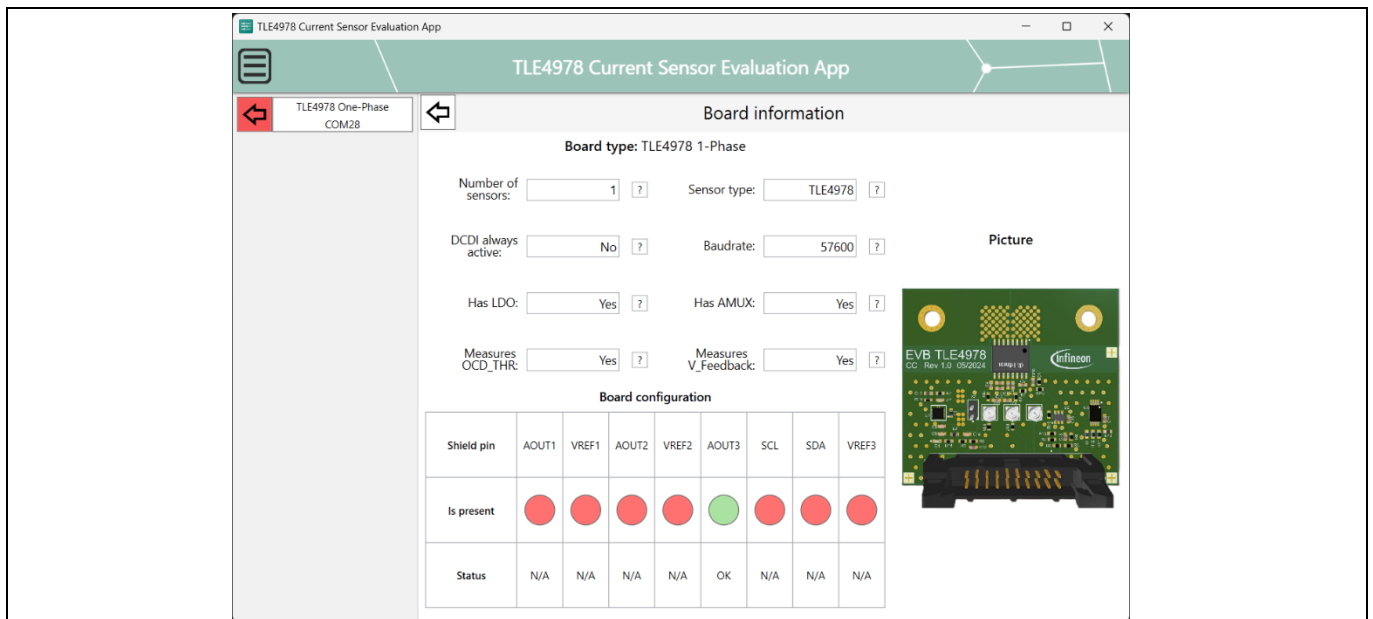 TLE4978 Current Sensor Evaluation App
TLE4978 Current Sensor Evaluation App
TLE4978 One-Phase
COM28
Board information
Board type: TLE4978 1-Phase
Number of
sensors:
1
?
Sensor type:
TLE4978
?
DCDI always
active:
No
?
Baudrate:
57600
?
Has LDO:
Yes
?
Has AMUX:
Yes
?
Measures
OCD_THR:
Yes
?
Measures
V_Feedback:
Yes
?
Picture
EVB TLE4978
CC Rev 1.0 05/2024
infineon
Board configuration
Shield pin AOUT1 VREF1 AOUT2 VREF2 AOUT3 SCL SDA VREF3
Is present
Status N/A N/A N/A N/A OK N/A N/A N/A